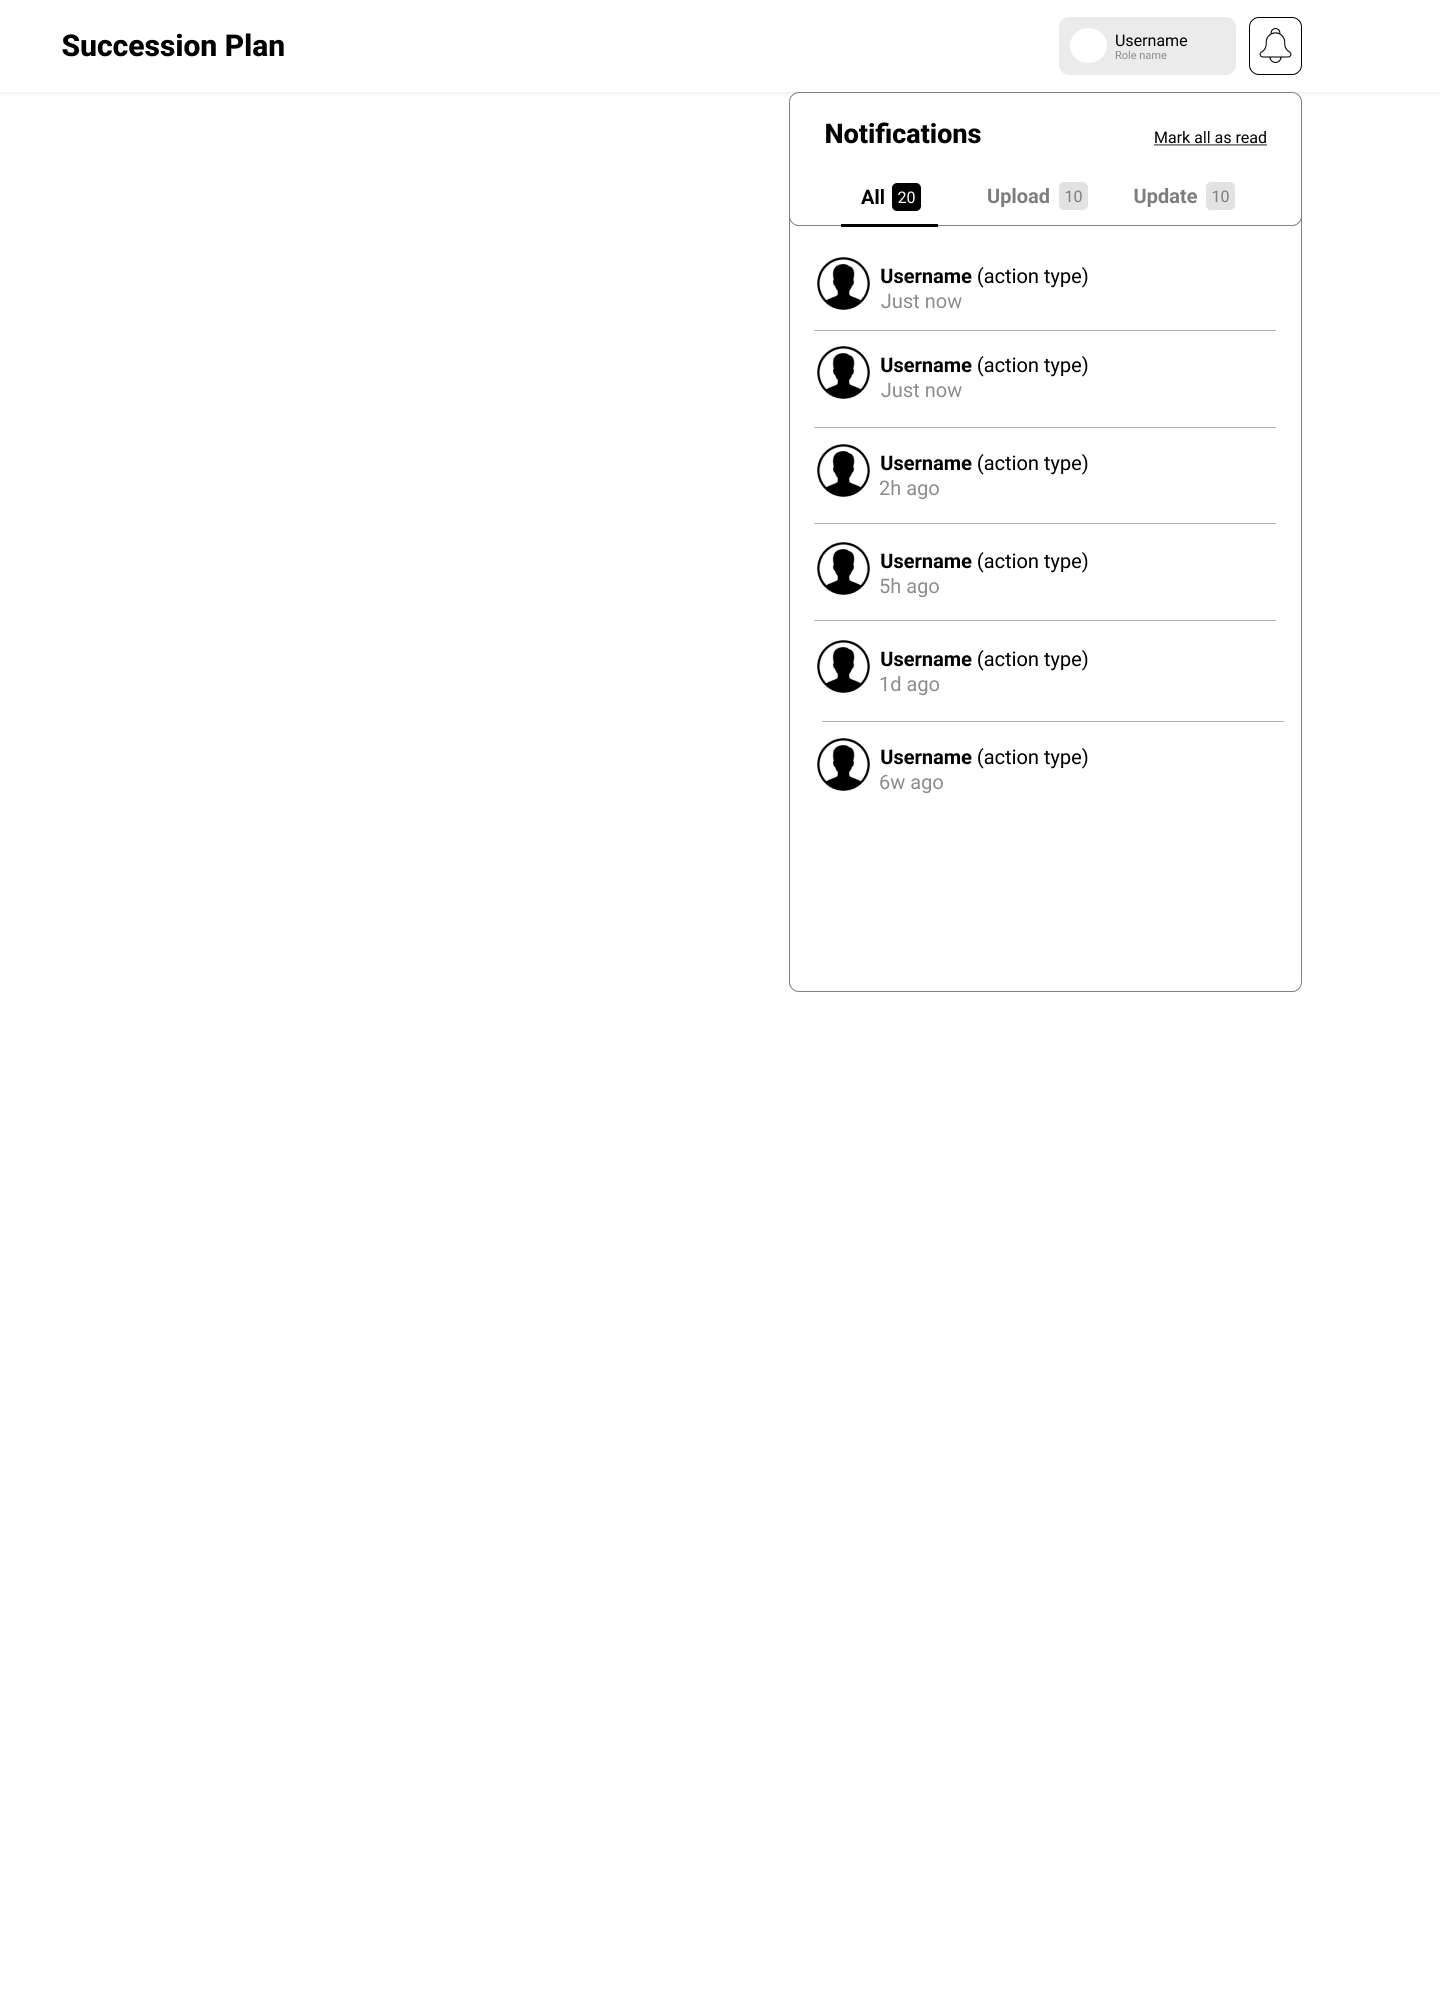 Succession Plan
Username
Role name
Notifications
Mark all as read
All 20
Upload 10
Update 10
Username (action type)
Just now
Username (action type)
Just now
Username (action type)
2h ago
Username (action type)
5h ago
Username (action type)
1d ago
Username (action type)
6w ago